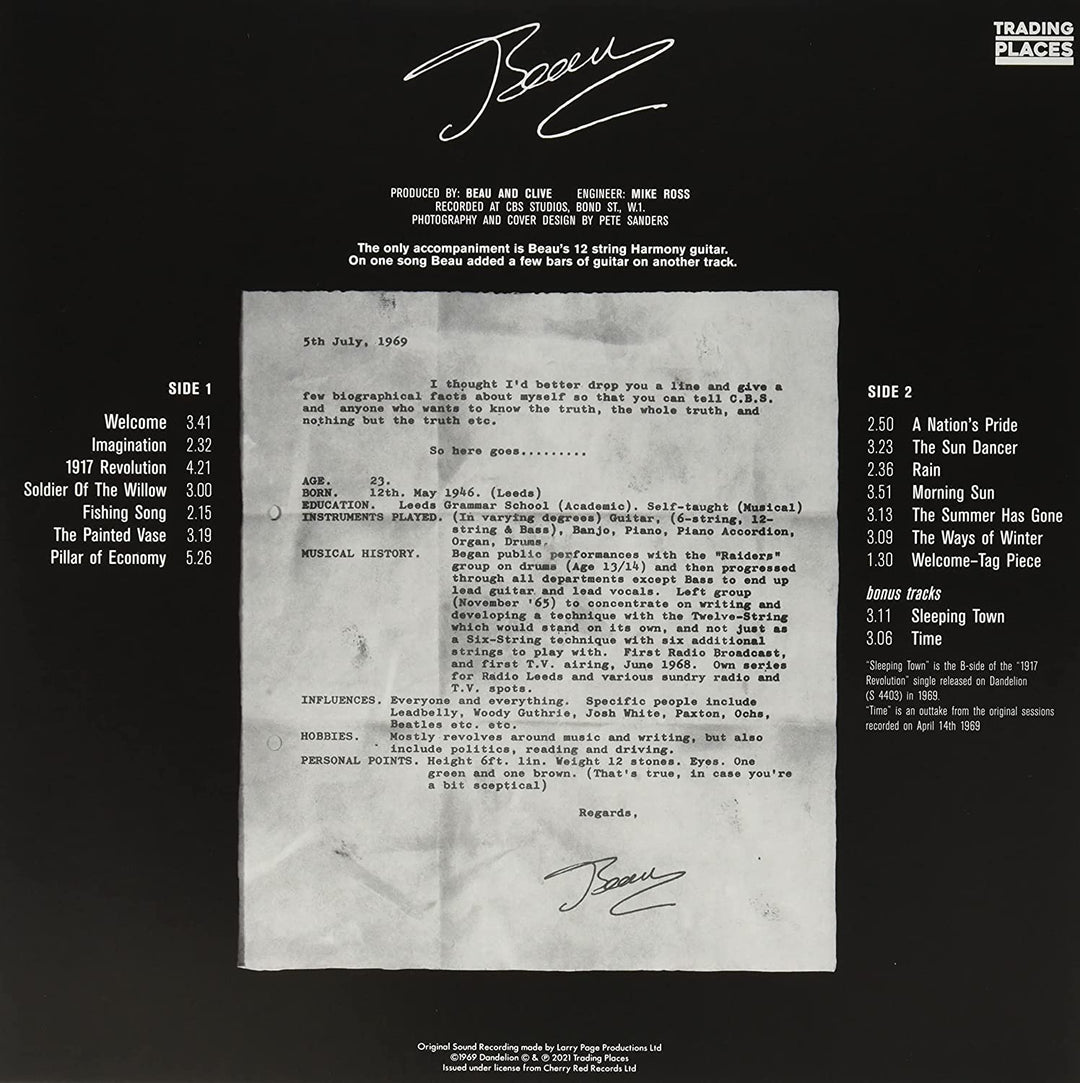 Beau
TRADING
PLACES
PRODUCED BY: BEAU AND CLIVE ENGINEER: MIKE ROSS
RECORDED AT CBS STUDIOS, BOND ST., W.1.
PHOTOGRAPHY AND COVER DESIGN BY PETE SANDERS
The only accompaniment is Beau's 12 string Harmony guitar.
On one song Beau added a few bars of guitar on another track.
SIDE 1
Welcome 3.41
Imagination 2.32
1917 Revolution 4.21
Soldier Of The Willow 3.00
Fishing Song 2.15
The Painted Vase 3.19
Pillar of Economy 5.26
5th July, 1969
I thought I'd better drop you a line and give a
few biographical facts about myself so that you can tell C.B.S.
and anyone who wants to know the truth, the whole truth, and
nothing but the truth etc.
So here goes.........
AGE. 23.
BORN. 12th. May 1946. (Leeds)
EDUCATION. Leeds Grammar School (Academic). Self-taught (Musical)
INSTRUMENTS PLAYED. (In varying degrees) Guitar, (6-string, 12-
string & Bass), Banjo, Piano, Piano Accordion,
Organ, Drums.
MUSICAL HISTORY. Began public performances with the "Raiders"
group on drums (Age 13/14) and then progressed
through all departments except Bass to end up
lead guitar and lead vocals. Left group
(November '65) to concentrate on writing and
developing a technique with the Twelve-String
which would stand on its own, and not just as
a Six-String technique with six additional
strings to play with. First Radio Broadcast,
and first T.V. airing, June 1968. Own series
for Radio Leeds and various sundry radio and
T.V. spots.
INFLUENCES. Everyone and everything. Specific people include
Leadbelly, Woody Guthrie, Josh White, Paxton, Ochs,
Beatles etc. etc.
HOBBIES. Mostly revolves around music and writing, but also
include politics, reading and driving.
PERSONAL POINTS. Height 6ft. 1in. Weight 12 stones. Eyes. One
green and one brown. (That's true, in case you're
a bit sceptical)
Regards,
Beau
SIDE 2
2.50 A Nation's Pride
3.23 The Sun Dancer
2.36 Rain
3.51 Morning Sun
3.13 The Summer Has Gone
3.09 The Ways of Winter
1.30 Welcome-Tag Piece
bonus tracks
3.11 Sleeping Town
3.06 Time
"Sleeping Town" is the B-side of the "1917
Revolution" single released on Dandelion
(S 4403) in 1969.
"Time" is an outtake from the original sessions
recorded on April 14th 1969
Original Sound Recording made by Larry Page Productions Ltd
©1969 Dandelion © & ℗ 2021 Trading Places
Issued under license from Cherry Red Records Ltd